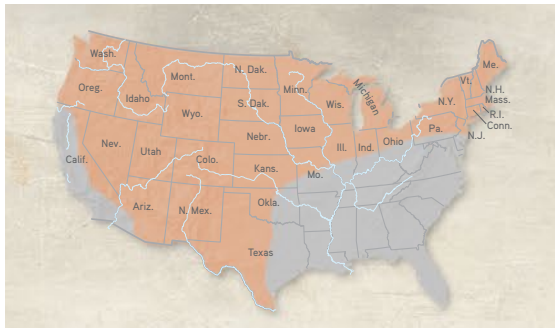 Wash.
Oreg.
Idaho
Mont.
Wyo.
N. Dak.
S. Dak.
Nebr.
Minn.
Iowa
Wis.
Michigan
Ill.
Ind.
Ohio
Pa.
N.Y.
Vt.
Me.
N.H.
Mass.
R.I.
Conn.
N.J.
Calif.
Nev.
Utah
Colo.
Kans.
Mo.
Ariz.
N. Mex.
Okla.
Texas